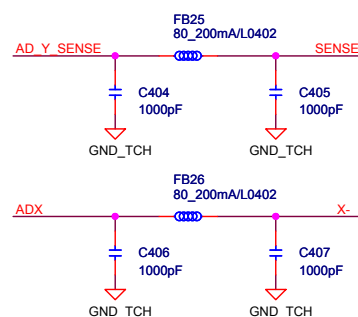 FB25
80_200mA/L0402
AD_Y_SENSE
SENSE
C404
1000pF
C405
1000pF
GND_TCH
GND_TCH
FB26
80_200mA/L0402
ADX
X-
C406
1000pF
C407
1000pF
GND_TCH
GND_TCH